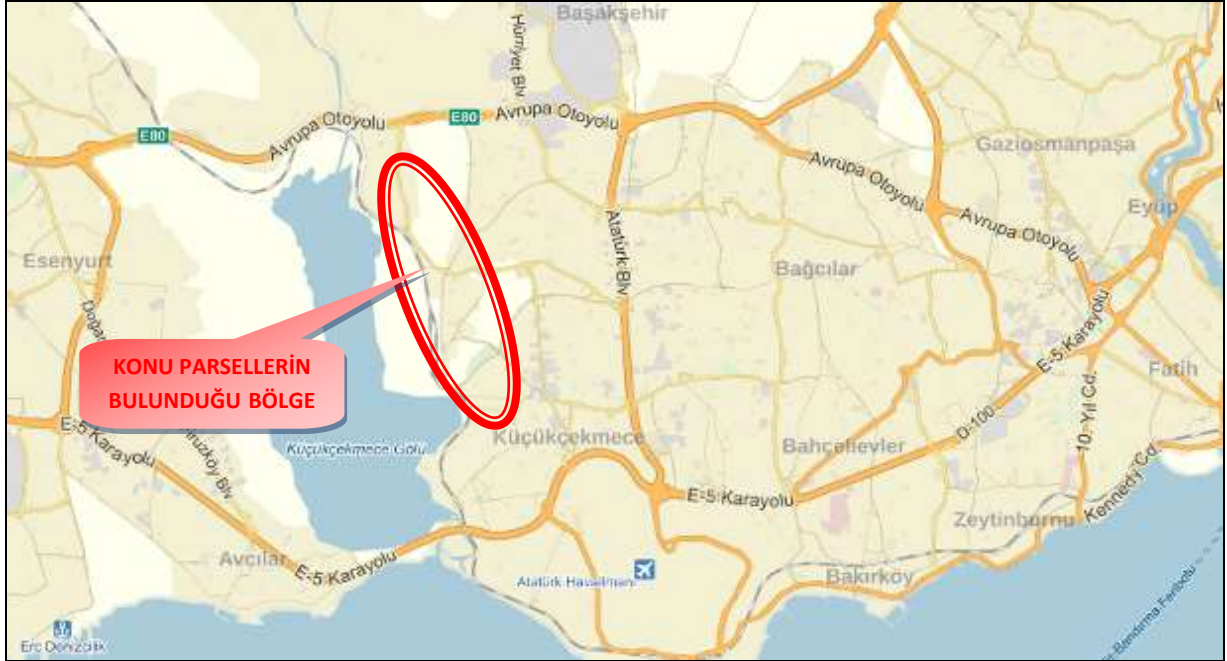 Başakşehir
Hürriyet Blv
E80
Avrupa Otoyolu
E80
Avrupa Otoyolu
Gaziosmanpaşa
Avrupa Otoyolu
Eyüp
Avrupa Otoyolu
Atatürk Blv
Esenyurt
Bağcılar
KONU PARSELLERİN
BULUNDUĞU BÖLGE
E-5 Karayolu
Fatih
10. Yıl Cd.
D-100
Küçükçekmece
Küçükçekmece Gölü
Bahçelievler
E-5 Karayolu
E-5 Karayolu
Kennedy Cd.
Zeytinburnu
Avcılar
E-5 Karayolu
Atatürk Havalimanı
Bakırköy
Bandırma Feribotu